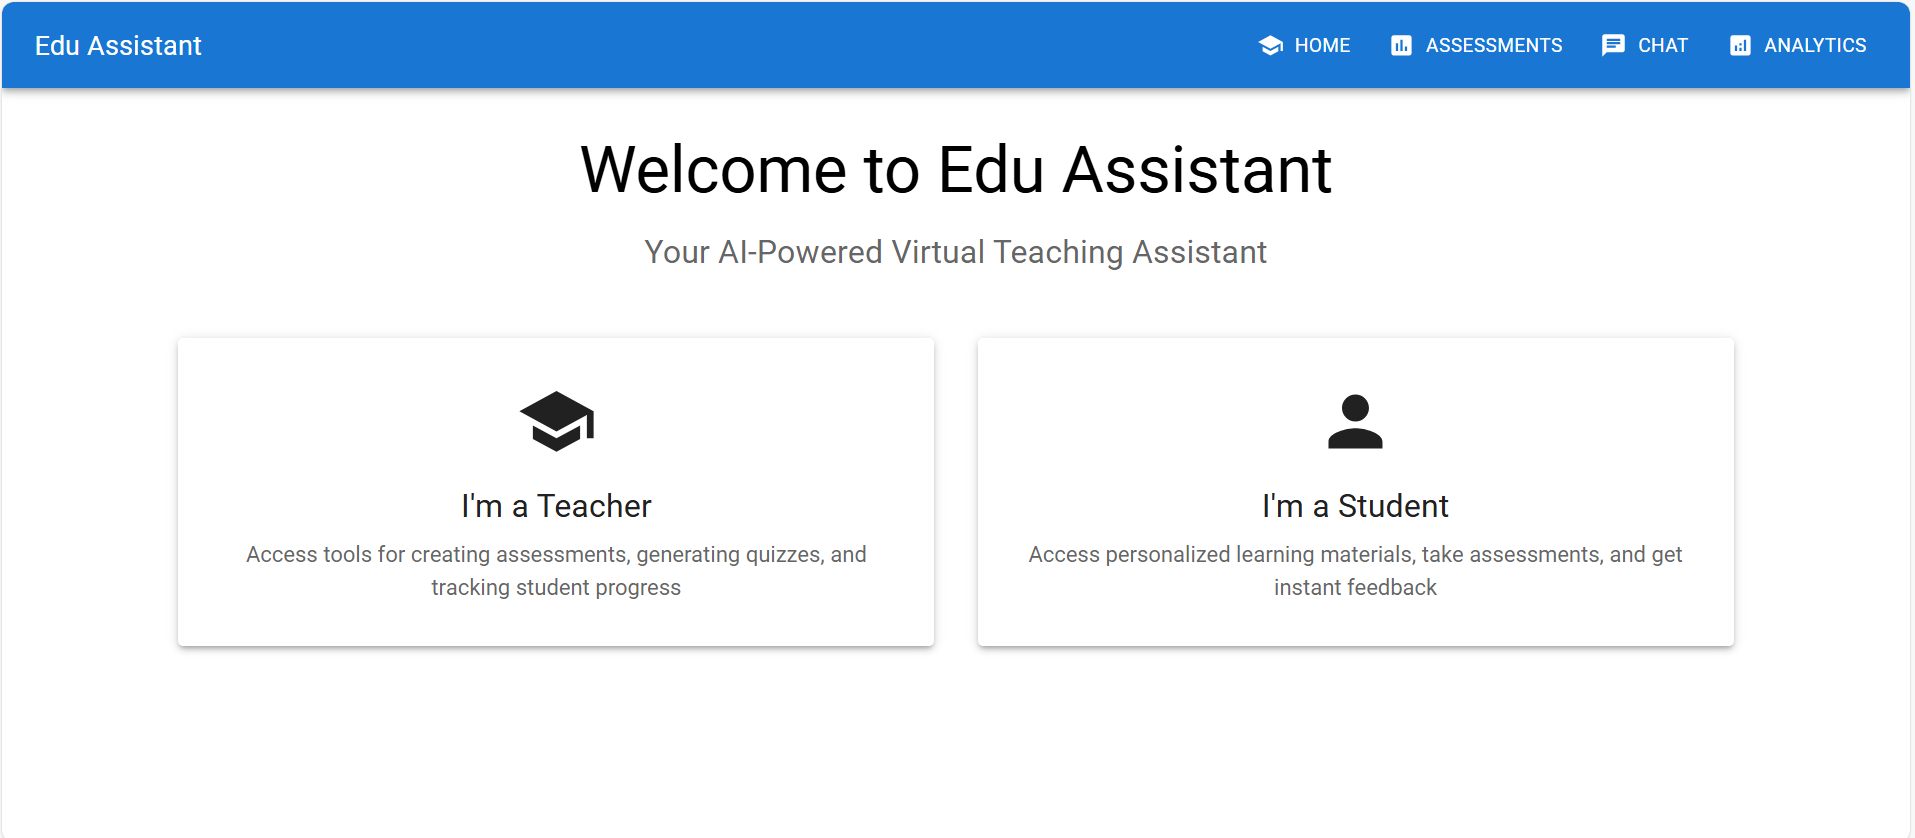 Edu Assistant
HOME
ASSESSMENTS
CHAT
ANALYTICS
Welcome to Edu Assistant
Your AI-Powered Virtual Teaching Assistant
I'm a Teacher
Access tools for creating assessments, generating quizzes, and
tracking student progress
I'm a Student
Access personalized learning materials, take assessments, and get
instant feedback